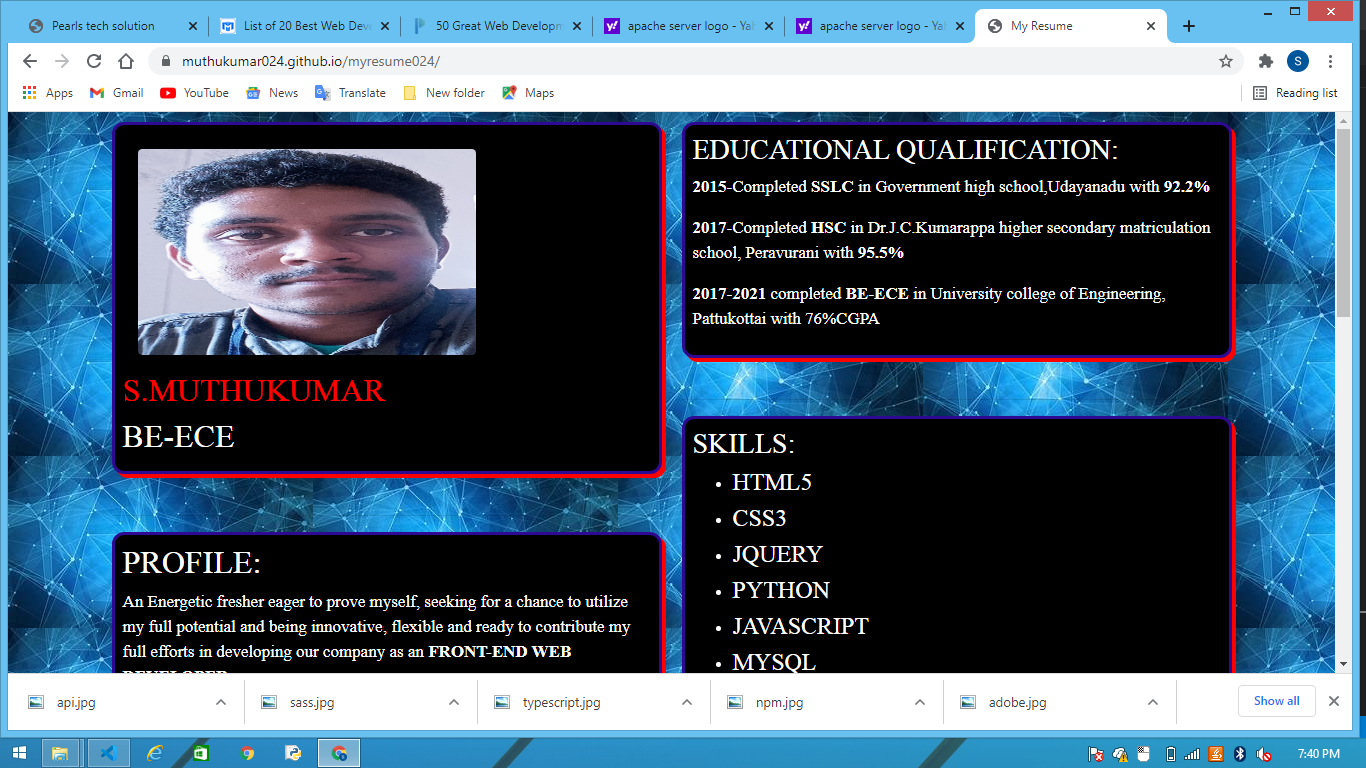 Pearls tech solution
List of 20 Best Web Deve
50 Great Web Developm
apache server logo - Yah
apache server logo - Yah
My Resume
muthukumar024.github.io/myresume024/
S
Apps
Gmail
YouTube
News
Translate
New folder
Maps
Reading list
S.MUTHUKUMAR
BE-ECE
PROFILE:
An Energetic fresher eager to prove myself, seeking for a chance to utilize
my full potential and being innovative, flexible and ready to contribute my
full efforts in developing our company as an FRONT-END WEB
DEVELOPER
EDUCATIONAL QUALIFICATION:
2015-Completed SSLC in Government high school,Udayanadu with 92.2%
2017-Completed HSC in Dr.J.C.Kumarappa higher secondary matriculation
school, Peravurani with 95.5%
2017-2021 completed BE-ECE in University college of Engineering,
Pattukottai with 76%CGPA
SKILLS:
HTML5
CSS3
JQUERY
PYTHON
JAVASCRIPT
MYSQL
api.jpg
sass.jpg
typescript.jpg
npm.jpg
adobe.jpg
Show all
7:40 PM